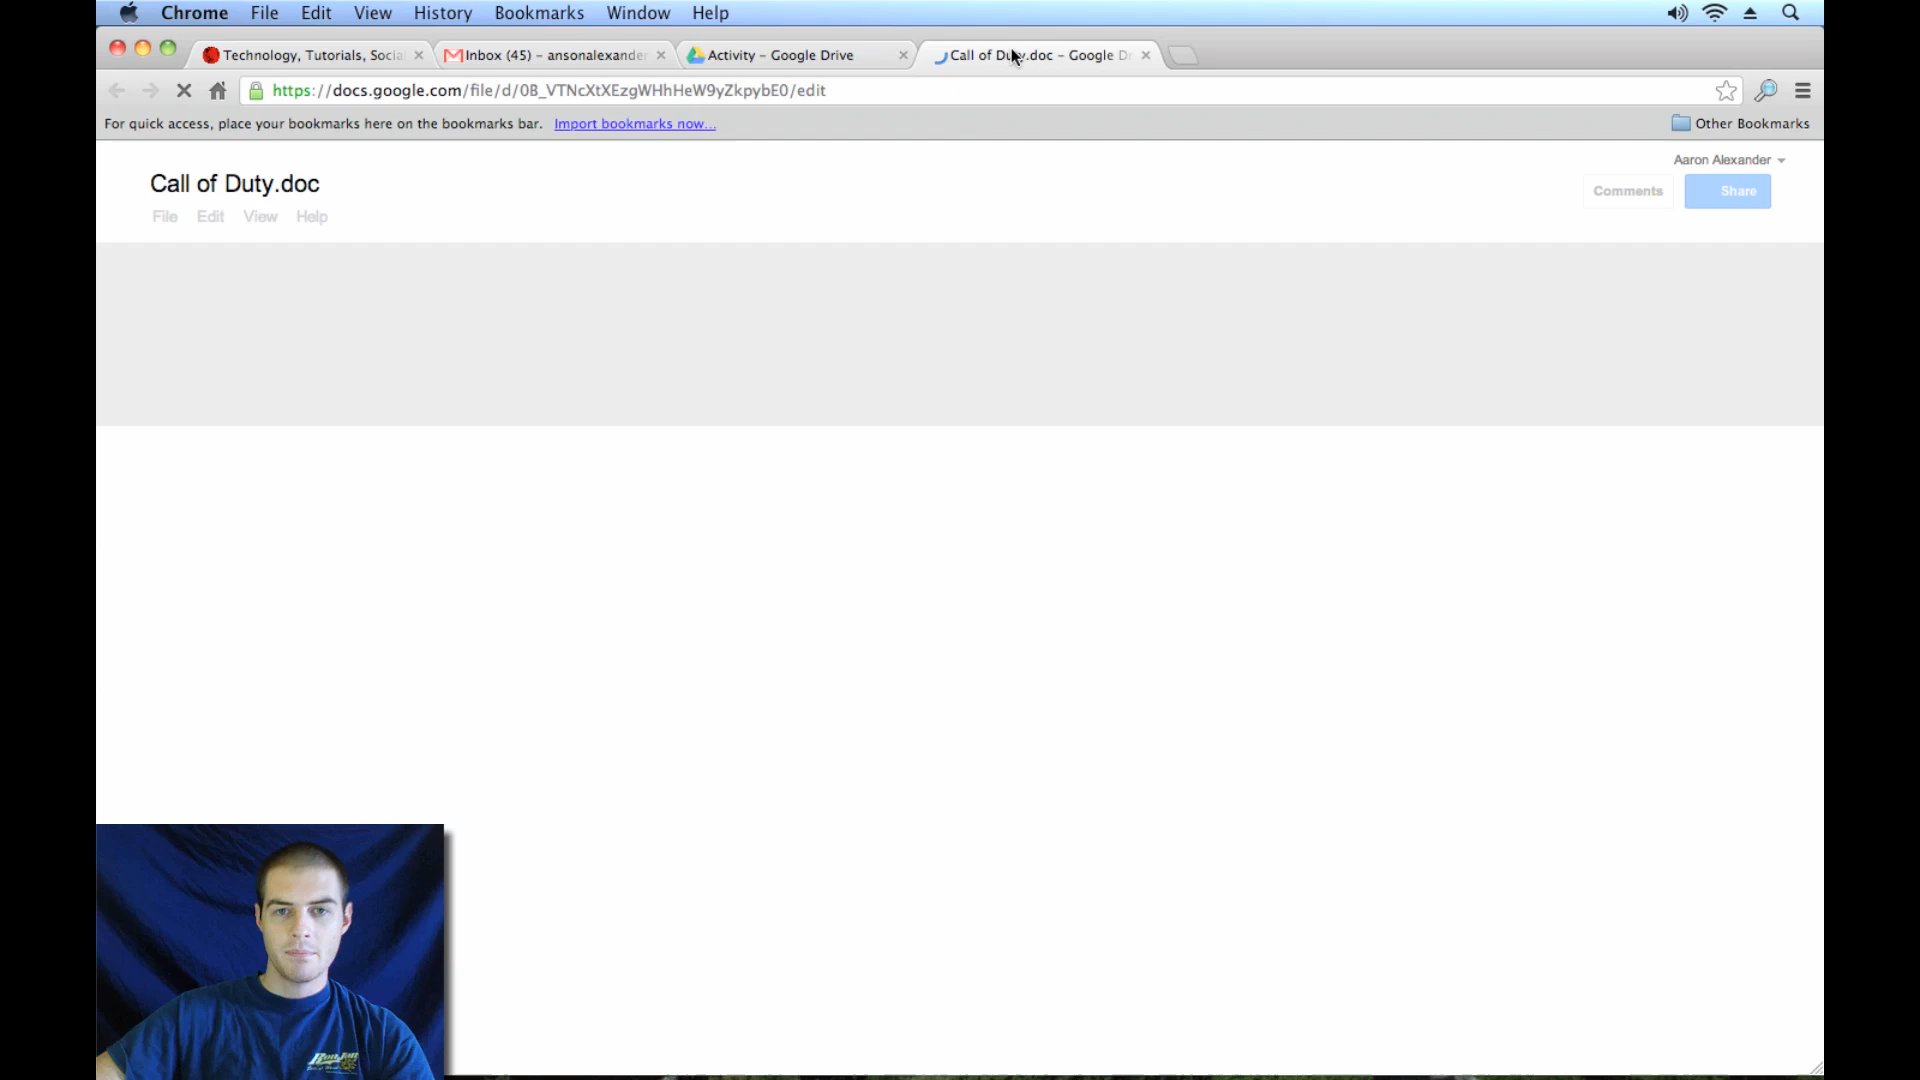 Chrome File Edit View History Bookmarks Window Help
Technology, Tutorials, Socia
Inbox (45) – ansonalexander
Activity – Google Drive
Call of Duty.doc – Google Dr
https://docs.google.com/file/d/0B_VTNcXtXEzgWHhHeW9yZkpybE0/edit
For quick access, place your bookmarks here on the bookmarks bar. Import bookmarks now...
Other Bookmarks
Aaron Alexander
Call of Duty.doc
Comments
Share
File Edit View Help